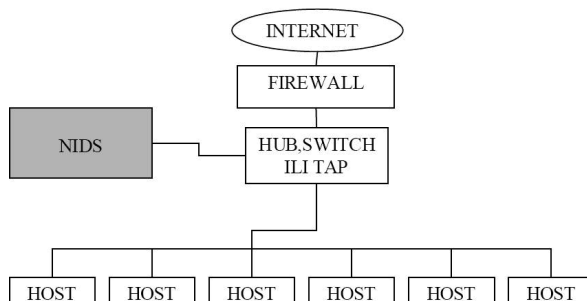 INTERNET
FIREWALL
NIDS
HUB,SWITCH
ILI TAP
HOST HOST HOST HOST HOST HOST